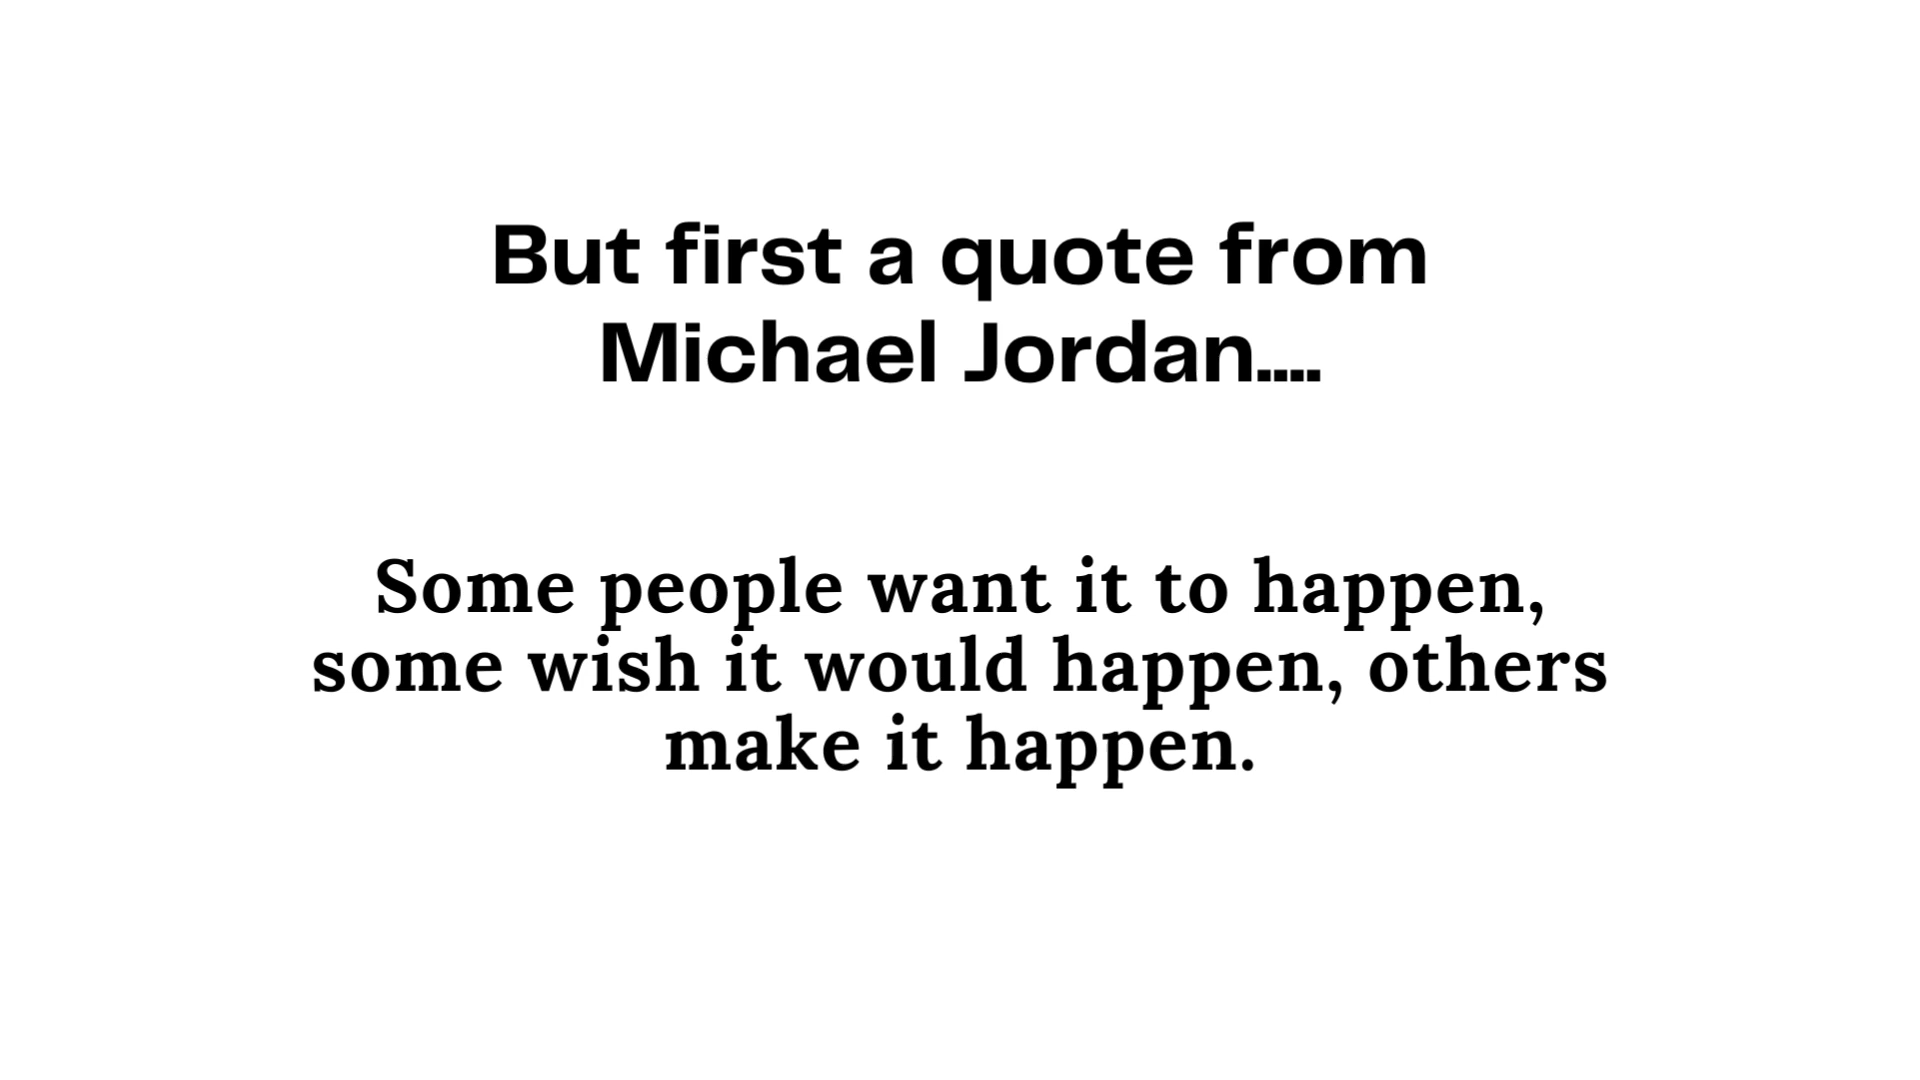 But first a quote from
Michael Jordan....
Some people want it to happen,
some wish it would happen, others
make it happen.